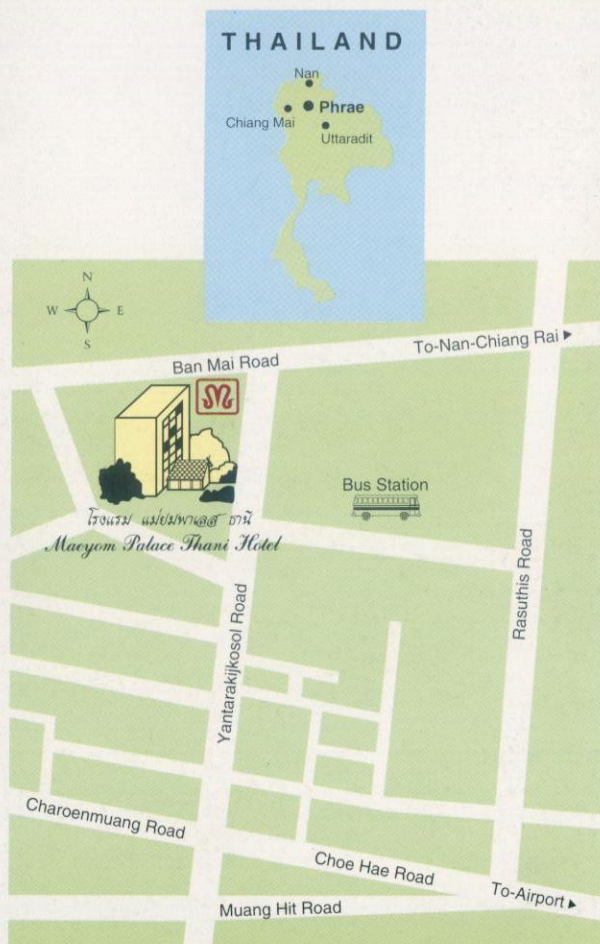 THAILAND
Nan
Phrae
Chiang Mai
Uttaradit
N
W E
S
Ban Mai Road
To-Nan-Chiang Rai
Bus Station
โรงแรม แม่ยมพาเลส ธานี
Maeyom Palace Thani Hotel
Rasuthis Road
Yantarakijkosol Road
Charoenmuang Road
Choe Hae Road
To-Airport
Muang Hit Road